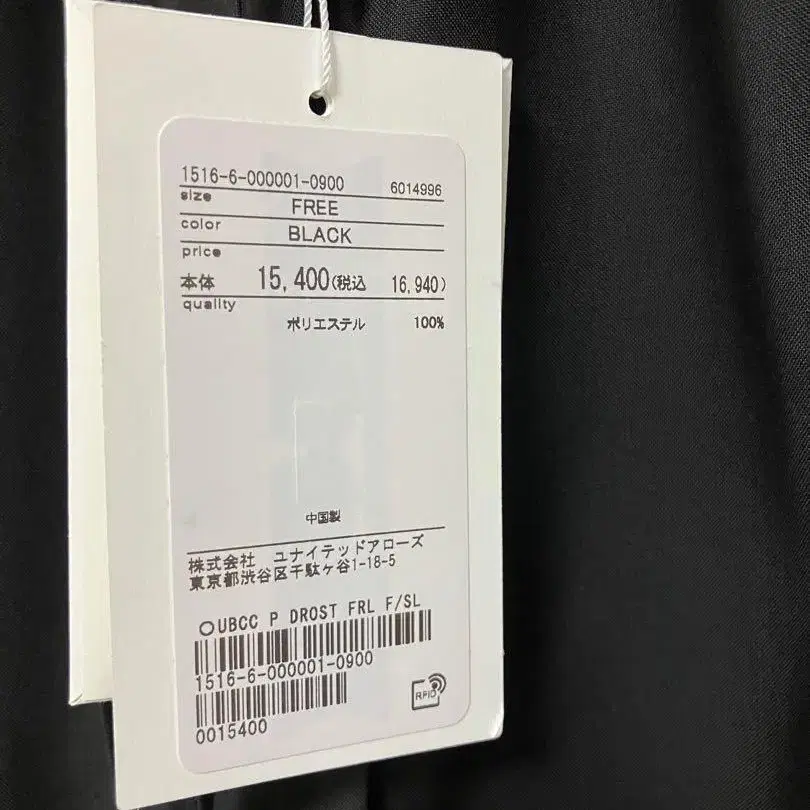 1516-6-000001-0900 6014996
size FREE
color BLACK
price
本体 15,400(税込 16,940)
quality
ポリエステル 100%
中国製
株式会社 ユナイテッドアローズ
東京都渋谷区千駄ヶ谷1-18-5
○UBCC P DROST FRL F/SL
1516-6-000001-0900
0015400
RFID